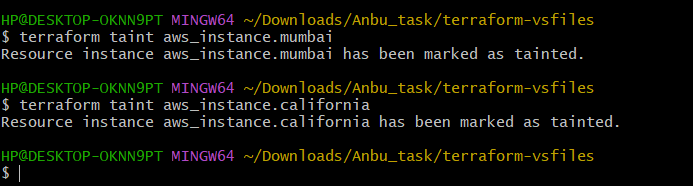 HP@DESKTOP-OKNN9PT MINGW64 ~/Downloads/Anbu_task/terraform-vsfiles
$ terraform taint aws_instance.mumbai
Resource instance aws_instance.mumbai has been marked as tainted.
HP@DESKTOP-OKNN9PT MINGW64 ~/Downloads/Anbu_task/terraform-vsfiles
$ terraform taint aws_instance.california
Resource instance aws_instance.california has been marked as tainted.
HP@DESKTOP-OKNN9PT MINGW64 ~/Downloads/Anbu_task/terraform-vsfiles
$